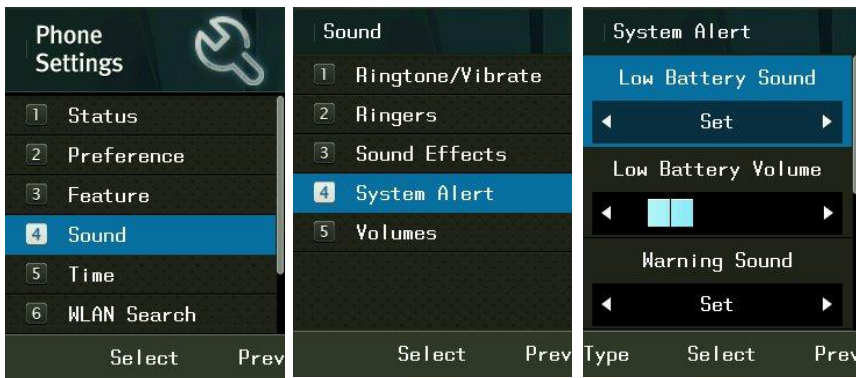 Phone
Settings
1 Status
2 Preference
3 Feature
4 Sound
5 Time
6 WLAN Search
Select Prev
Sound
1 Ringtone/Vibrate
2 Ringers
3 Sound Effects
4 System Alert
5 Volumes
Select Prev
System Alert
Low Battery Sound
Set
Low Battery Volume
Warning Sound
Set
Type Select Prev